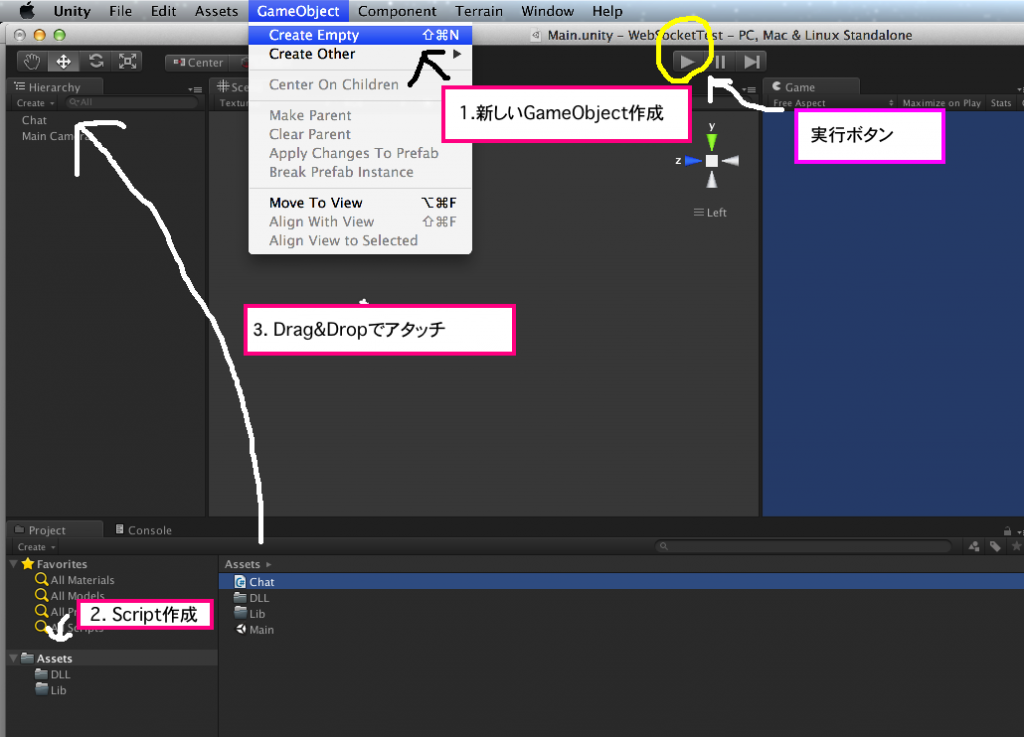 Unity File Edit Assets GameObject Component Terrain Window Help
Main.unity – WebSocketTest – PC, Mac & Linux Standalone
Create Empty ⇧⌘N
Create Other ▶
Center On Children
Make Parent
Clear Parent
Apply Changes To Prefab
Break Prefab Instance
Move To View ⌥⌘F
Align With View ⇧⌘F
Align View to Selected
Center
Hierarchy
Create All
Chat
Main
1.新しいGameObject作成
実行ボタン
Game
Free Aspect Maximize on Play Stats
y
z
Left
3. Drag&Dropでアタッチ
Project Console
Create
Favorites
All Materials
All Models
All
2. Script作成
Assets
DLL
Lib
Assets
Chat
DLL
Lib
Main